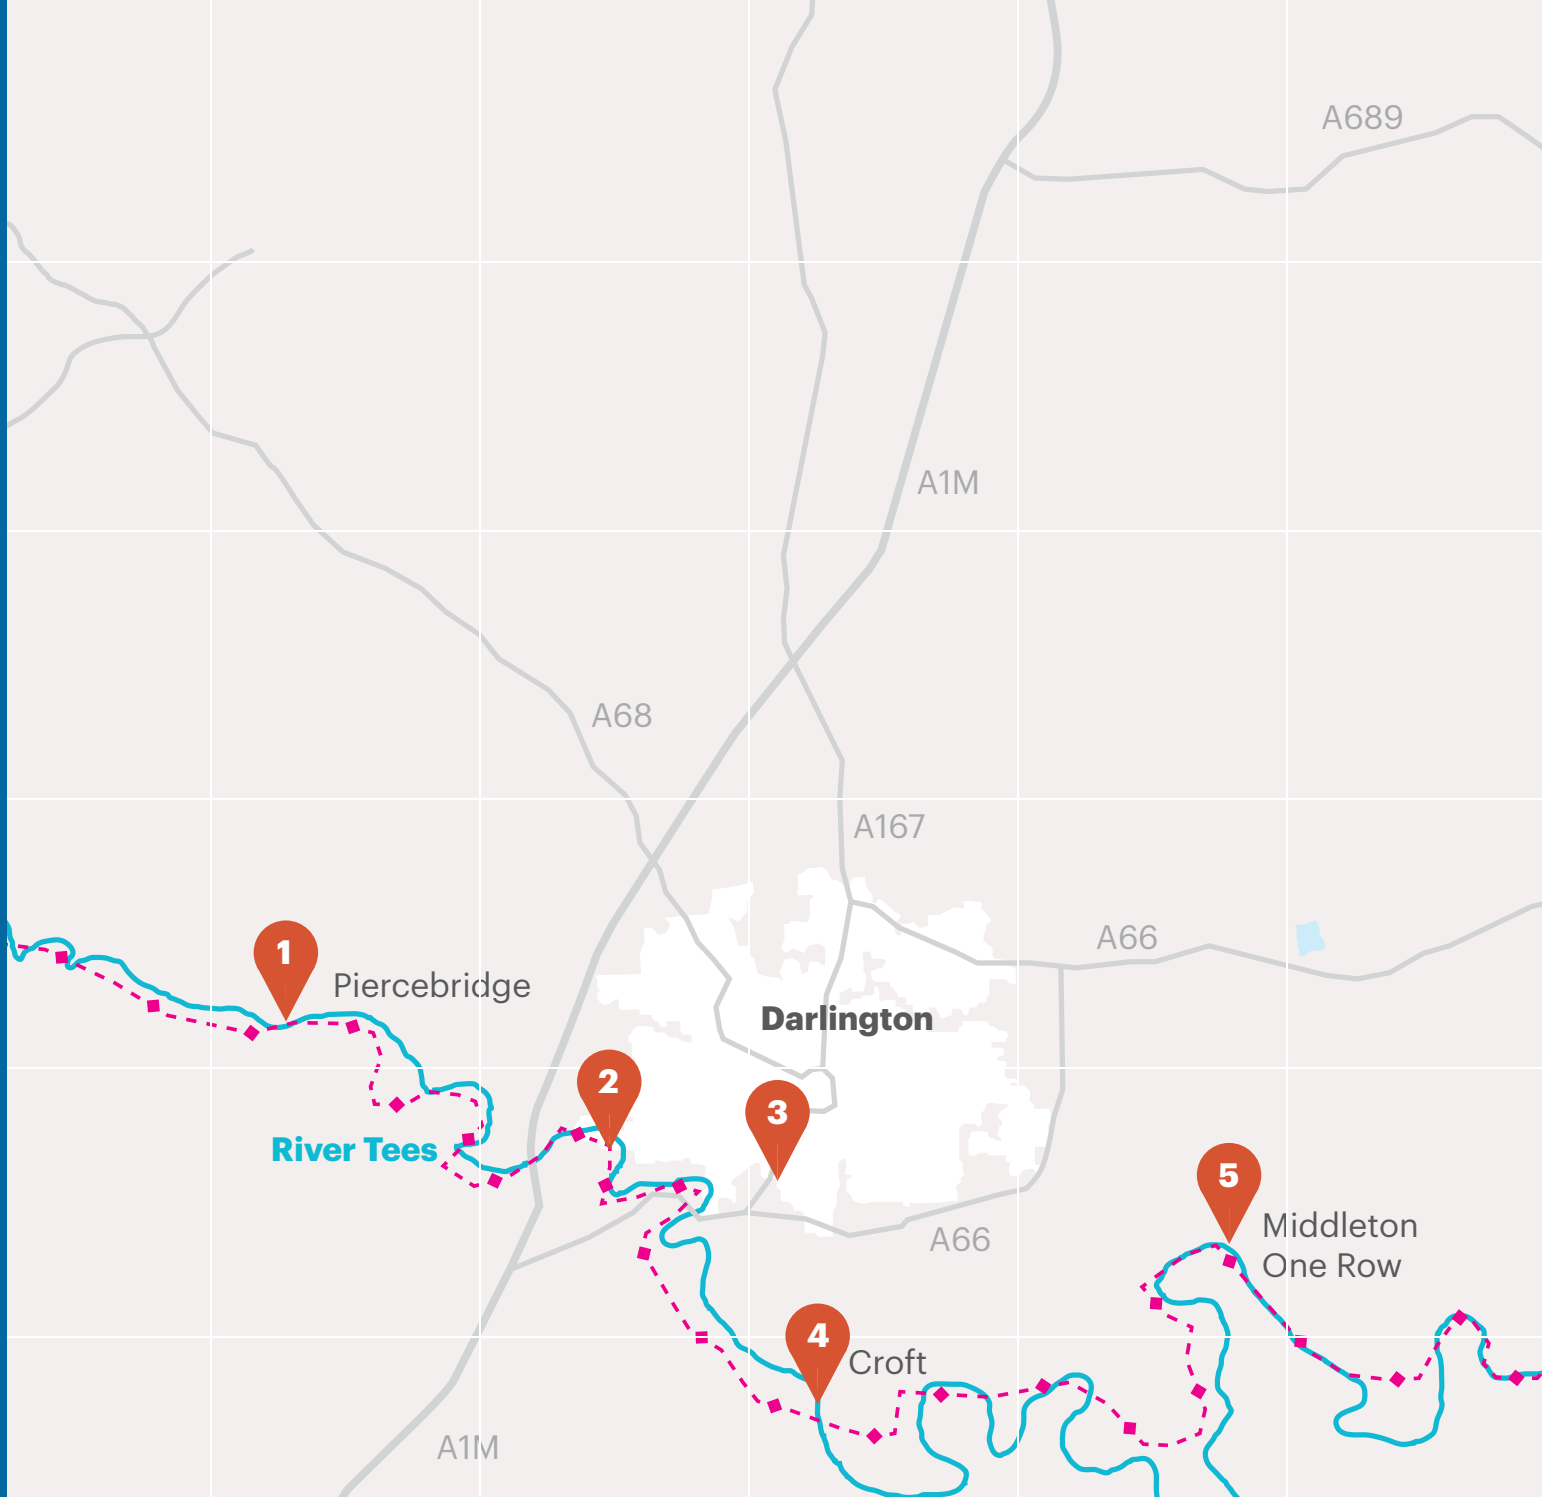 A689
A1M
A68
A167
A66
1
Piercebridge
Darlington
2
3
River Tees
5
Middleton
One Row
A66
4
Croft
A1M